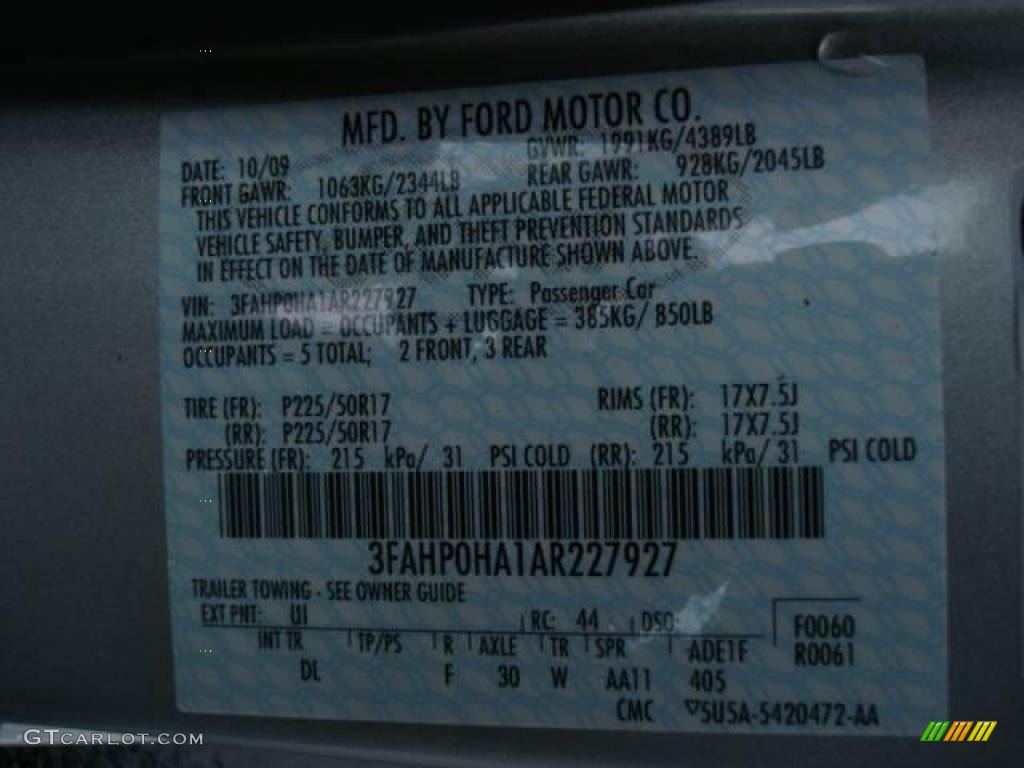 MFD. BY FORD MOTOR CO.
DATE: 10/09 GVWR: 1991KG/4389LB
FRONT GAWR: 1063KG/2344LB REAR GAWR: 928KG/2045LB
THIS VEHICLE CONFORMS TO ALL APPLICABLE FEDERAL MOTOR
VEHICLE SAFETY, BUMPER, AND THEFT PREVENTION STANDARDS
IN EFFECT ON THE DATE OF MANUFACTURE SHOWN ABOVE.
VIN: 3FAHP0HA1AR227927 TYPE: Passenger Car
MAXIMUM LOAD = OCCUPANTS + LUGGAGE = 385KG/ 850LB
OCCUPANTS = 5 TOTAL; 2 FRONT, 3 REAR
TIRE (FR): P225/50R17 RIMS (FR): 17X7.5J
(RR): P225/50R17 (RR): 17X7.5J
PRESSURE (FR): 215 kPa/ 31 PSI COLD (RR): 215 kPa/ 31 PSI COLD
3FAHP0HA1AR227927
TRAILER TOWING - SEE OWNER GUIDE
EXT PNT: UI RC: 44 DSO: F0060
INT TR TP/PS R AXLE TR SPR ADE1F R0061
DL F 30 W AA11 405
CMC ▽5U5A-5420472-AA
GTCARLOT.COM